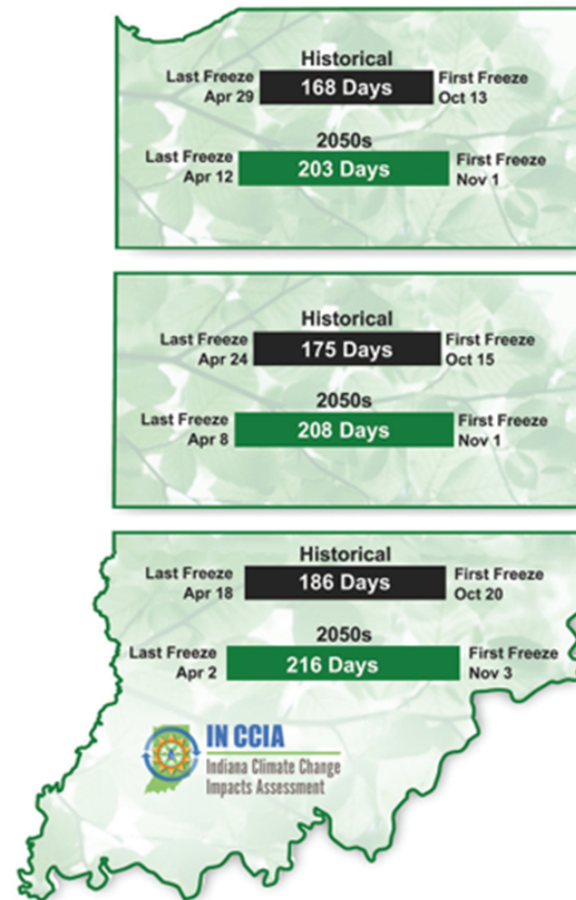 Historical
Last Freeze
Apr 29
168 Days
First Freeze
Oct 13
2050s
Last Freeze
Apr 12
203 Days
First Freeze
Nov 1
Historical
Last Freeze
Apr 24
175 Days
First Freeze
Oct 15
2050s
Last Freeze
Apr 8
208 Days
First Freeze
Nov 1
Historical
Last Freeze
Apr 18
186 Days
First Freeze
Oct 20
2050s
Last Freeze
Apr 2
216 Days
First Freeze
Nov 3
IN CCIA
Indiana Climate Change
Impacts Assessment